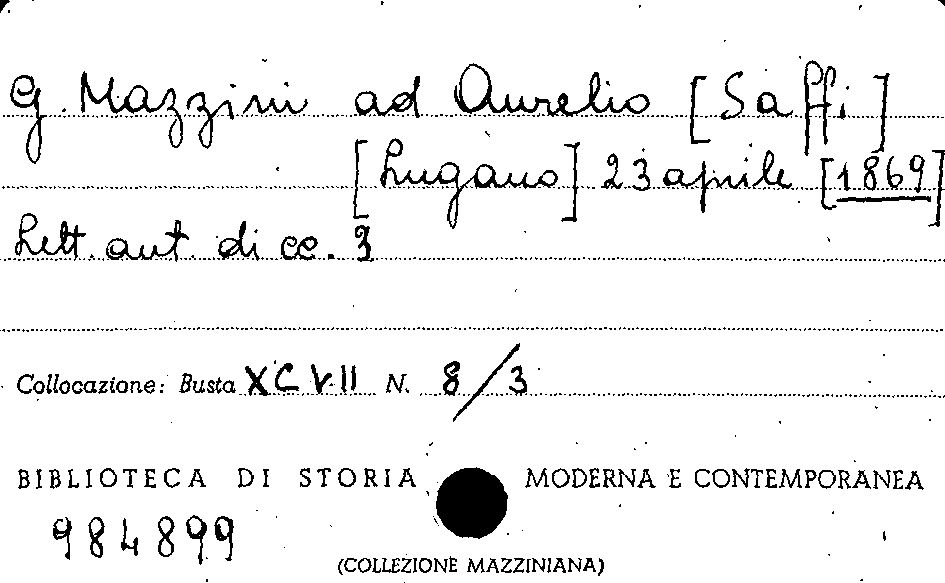 G. Mazzini ad Aurelio [Saffi]
[Lugano] 23 aprile [1869]
Lett. aut. di cc. 3
Collocazione: Busta XCVII N. 8/3
BIBLIOTECA DI STORIA MODERNA E CONTEMPORANEA
984899
(COLLEZIONE MAZZINIANA)